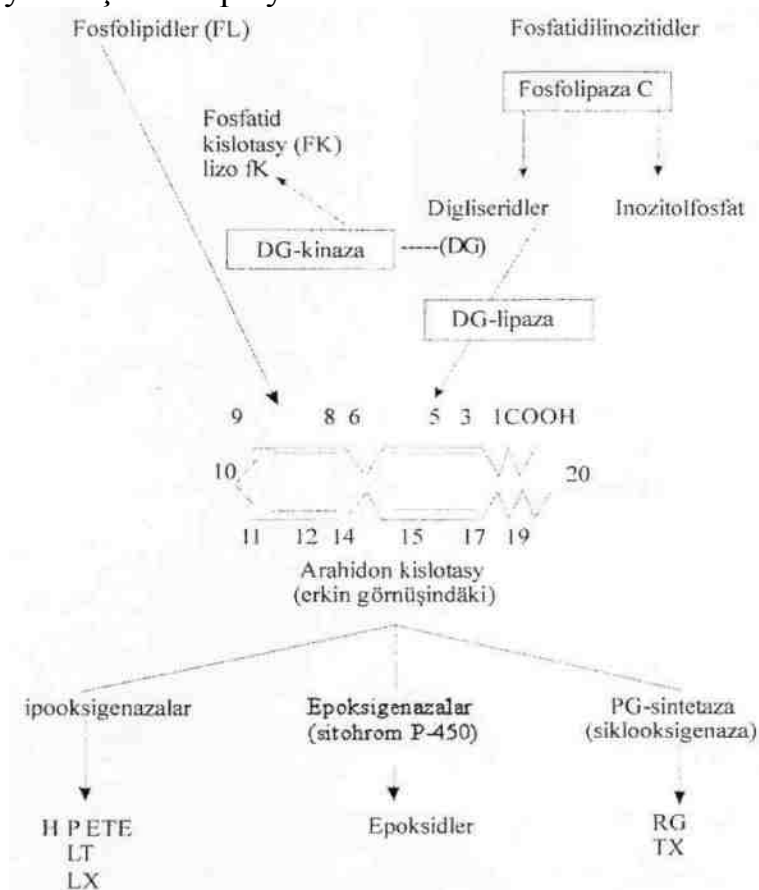 Fosfolipidler (FL)
Fosfatidilinozitidler
Fosfolipaza C
Fosfatid
kislotasy (FK)
lizo fK
Digliseridler
Inozitolfosfat
DG-kinaza
(DG)
DG-lipaza
9 8 6 5 3 1COOH
10 20
11 12 14 15 17 19
Arahidon kislotasy
(erkin görnüşindäki)
ipooksigenazalar
Epoksigenazalar
(sitohrom P-450)
PG-sintetaza
(siklooksigenaza)
H P ETE
LT
LX
Epoksidler
RG
TX